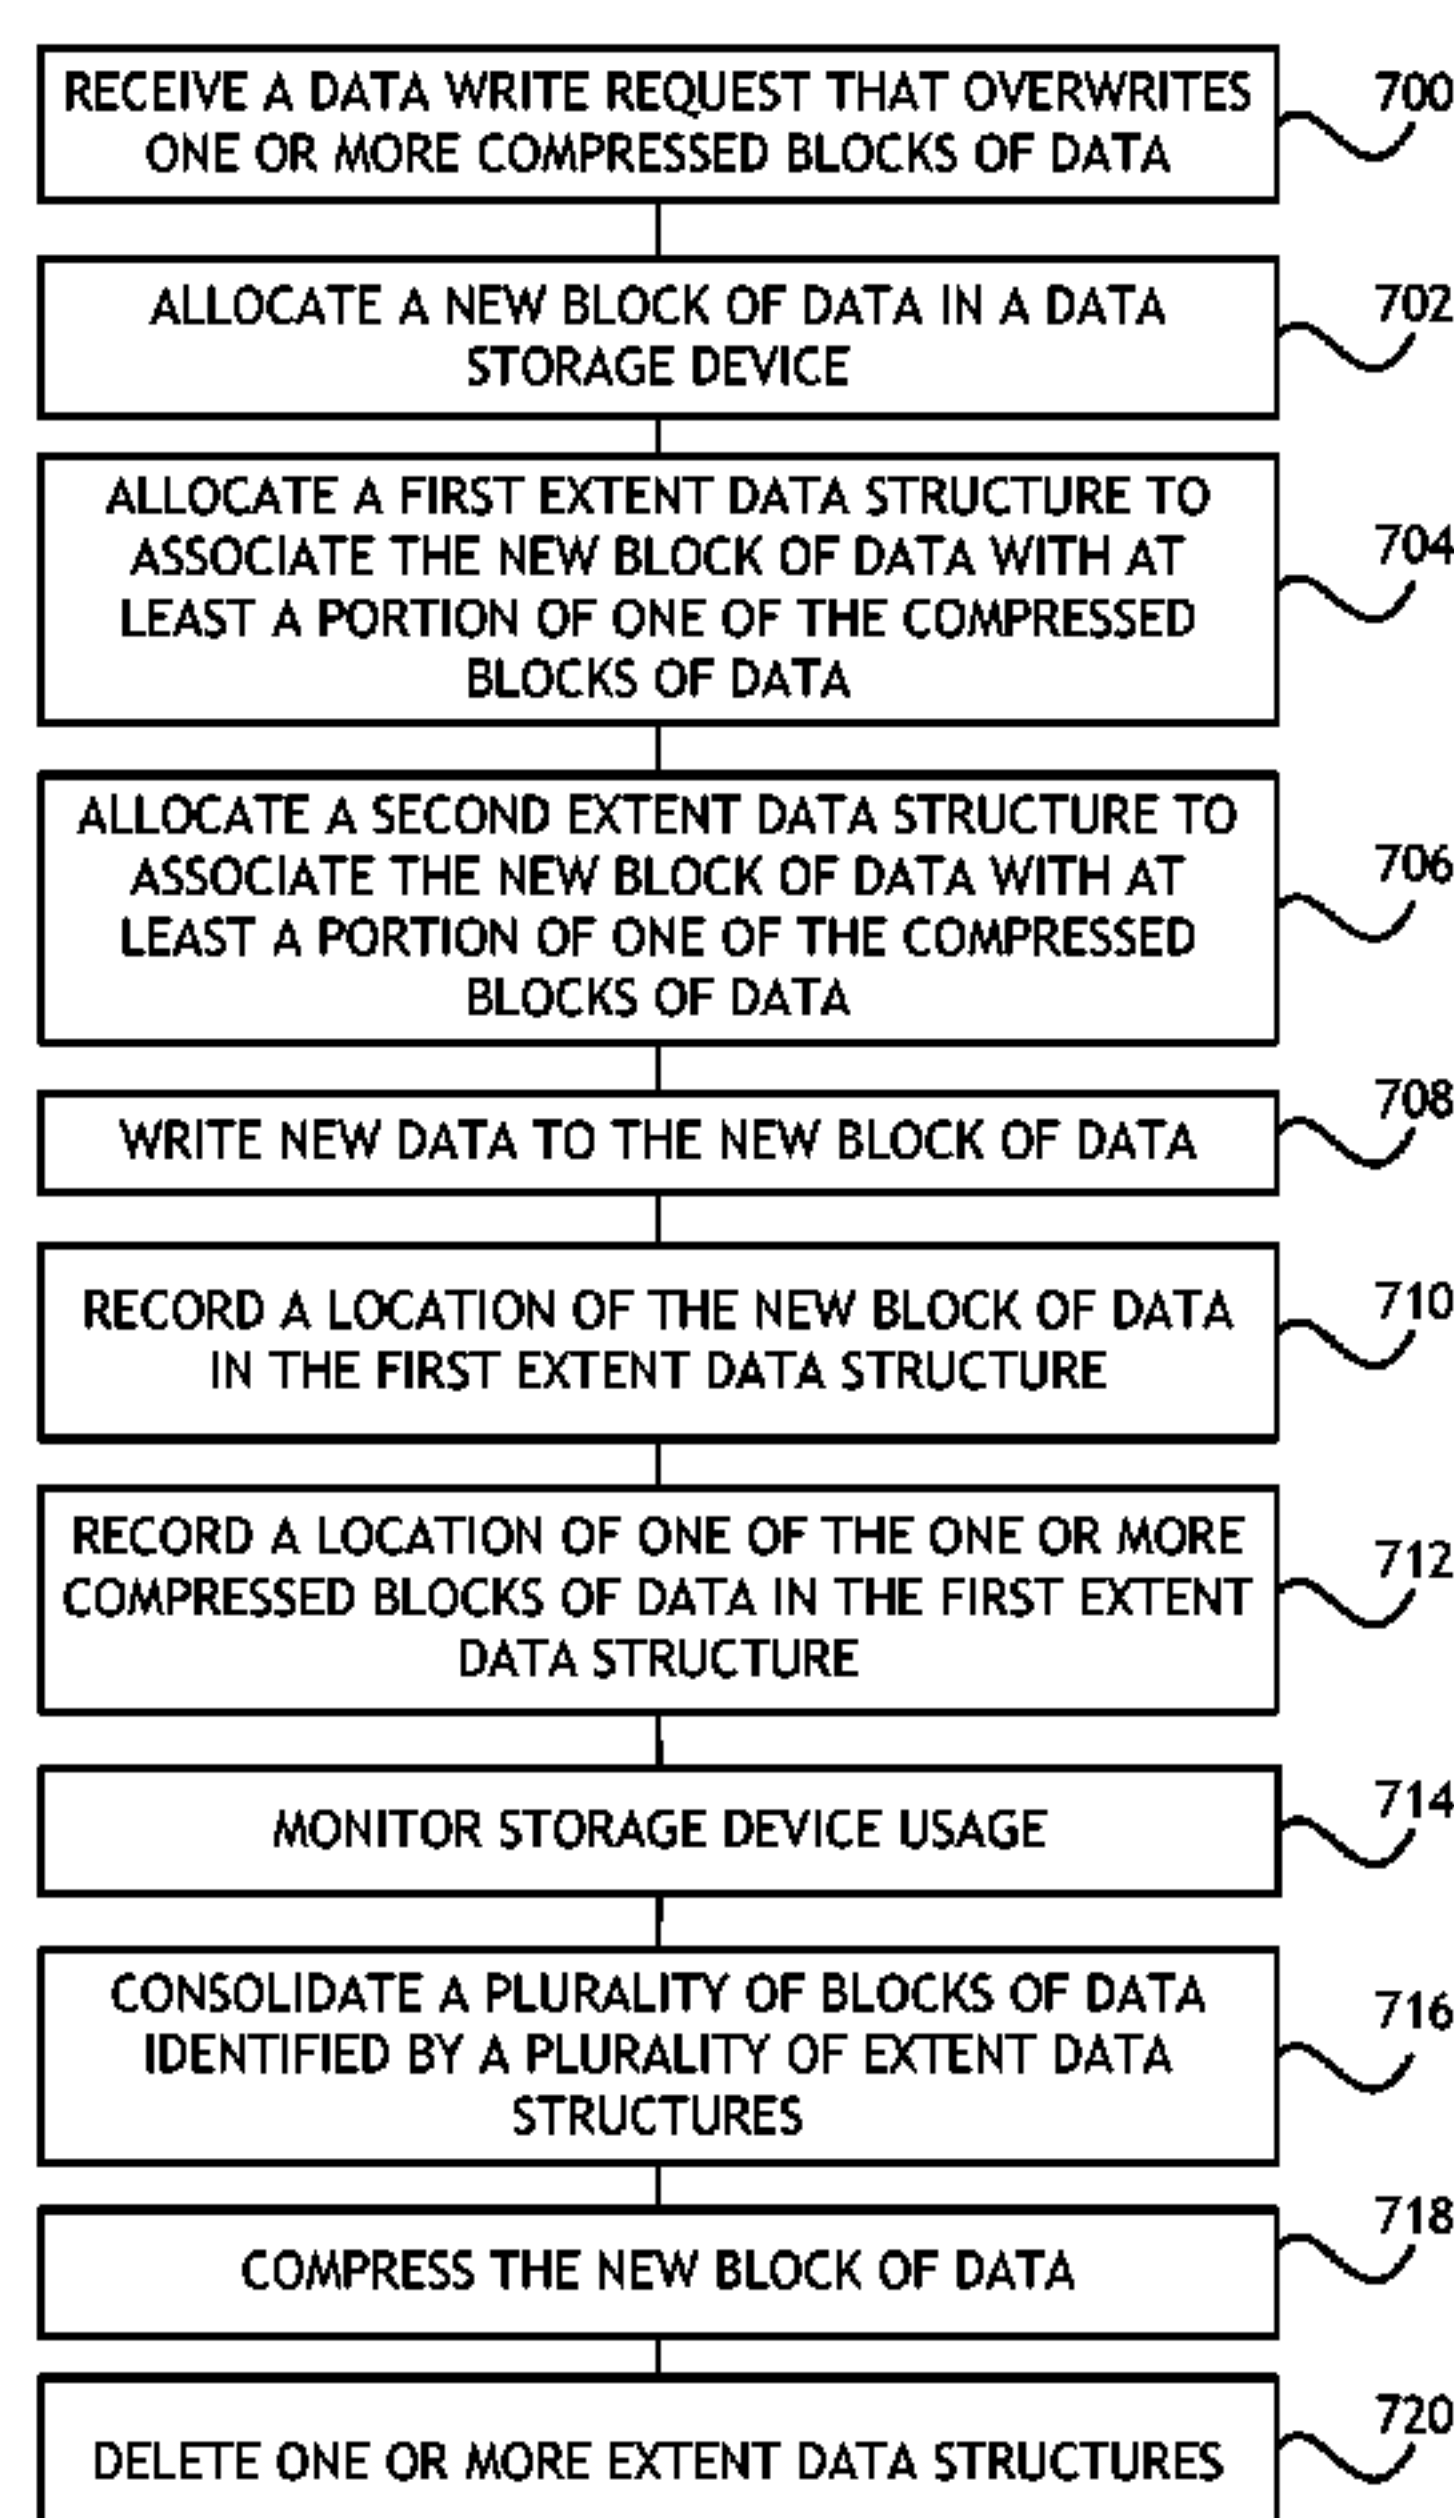 RECEIVE A DATA WRITE REQUEST THAT OVERWRITES
ONE OR MORE COMPRESSED BLOCKS OF DATA
700
ALLOCATE A NEW BLOCK OF DATA IN A DATA
STORAGE DEVICE
702
ALLOCATE A FIRST EXTENT DATA STRUCTURE TO
ASSOCIATE THE NEW BLOCK OF DATA WITH AT
LEAST A PORTION OF ONE OF THE COMPRESSED
BLOCKS OF DATA
704
ALLOCATE A SECOND EXTENT DATA STRUCTURE TO
ASSOCIATE THE NEW BLOCK OF DATA WITH AT
LEAST A PORTION OF ONE OF THE COMPRESSED
BLOCKS OF DATA
706
WRITE NEW DATA TO THE NEW BLOCK OF DATA
708
RECORD A LOCATION OF THE NEW BLOCK OF DATA
IN THE FIRST EXTENT DATA STRUCTURE
710
RECORD A LOCATION OF ONE OF THE ONE OR MORE
COMPRESSED BLOCKS OF DATA IN THE FIRST EXTENT
DATA STRUCTURE
712
MONITOR STORAGE DEVICE USAGE
714
CONSOLIDATE A PLURALITY OF BLOCKS OF DATA
IDENTIFIED BY A PLURALITY OF EXTENT DATA
STRUCTURES
716
COMPRESS THE NEW BLOCK OF DATA
718
DELETE ONE OR MORE EXTENT DATA STRUCTURES
720